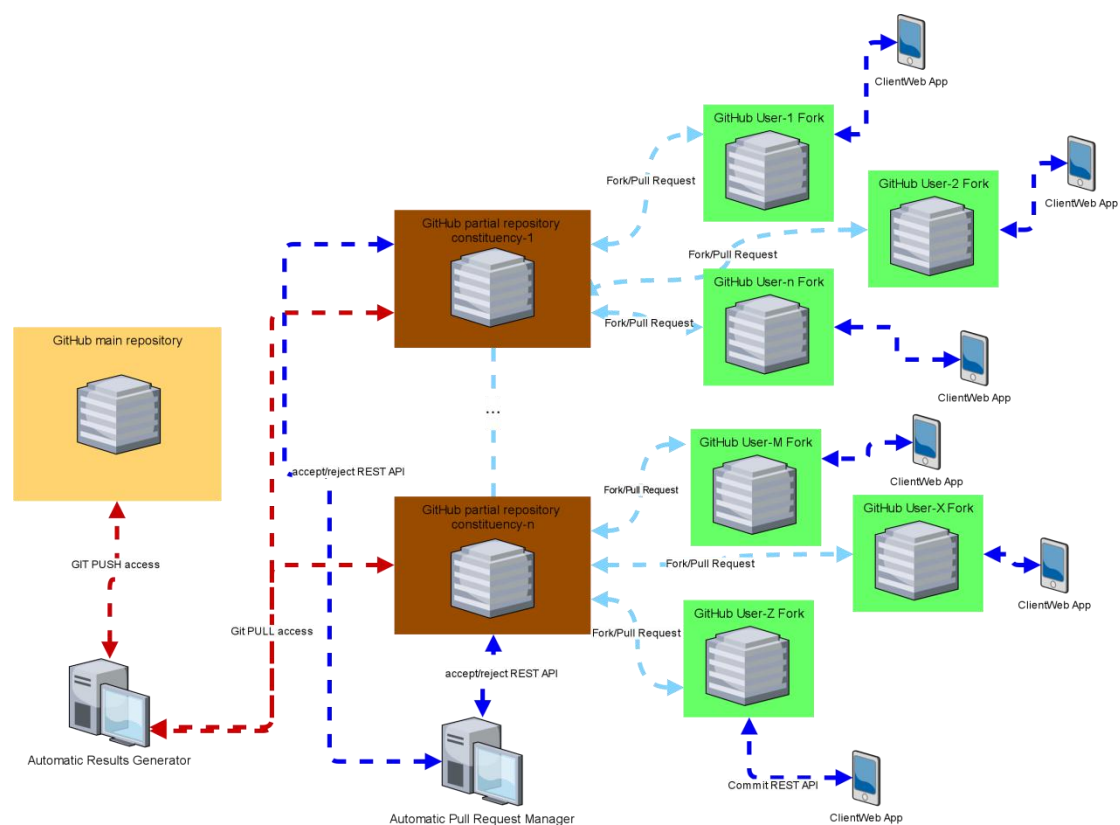 ClientWeb App
GitHub User-1 Fork
Fork/Pull Request
GitHub User-2 Fork
ClientWeb App
GitHub partial repository
constituency-1
Fork/Pull Request
GitHub User-n Fork
Fork/Pull Request
ClientWeb App
GitHub main repository
...
GitHub User-M Fork
ClientWeb App
accept/reject REST API
Fork/Pull Request
GitHub partial repository
constituency-n
GitHub User-X Fork
Fork/Pull Request
ClientWeb App
GIT PUSH access
GitHub User-Z Fork
Git PULL access
Fork/Pull Request
accept/reject REST API
Automatic Results Generator
Commit REST API
ClientWeb App
Automatic Pull Request Manager